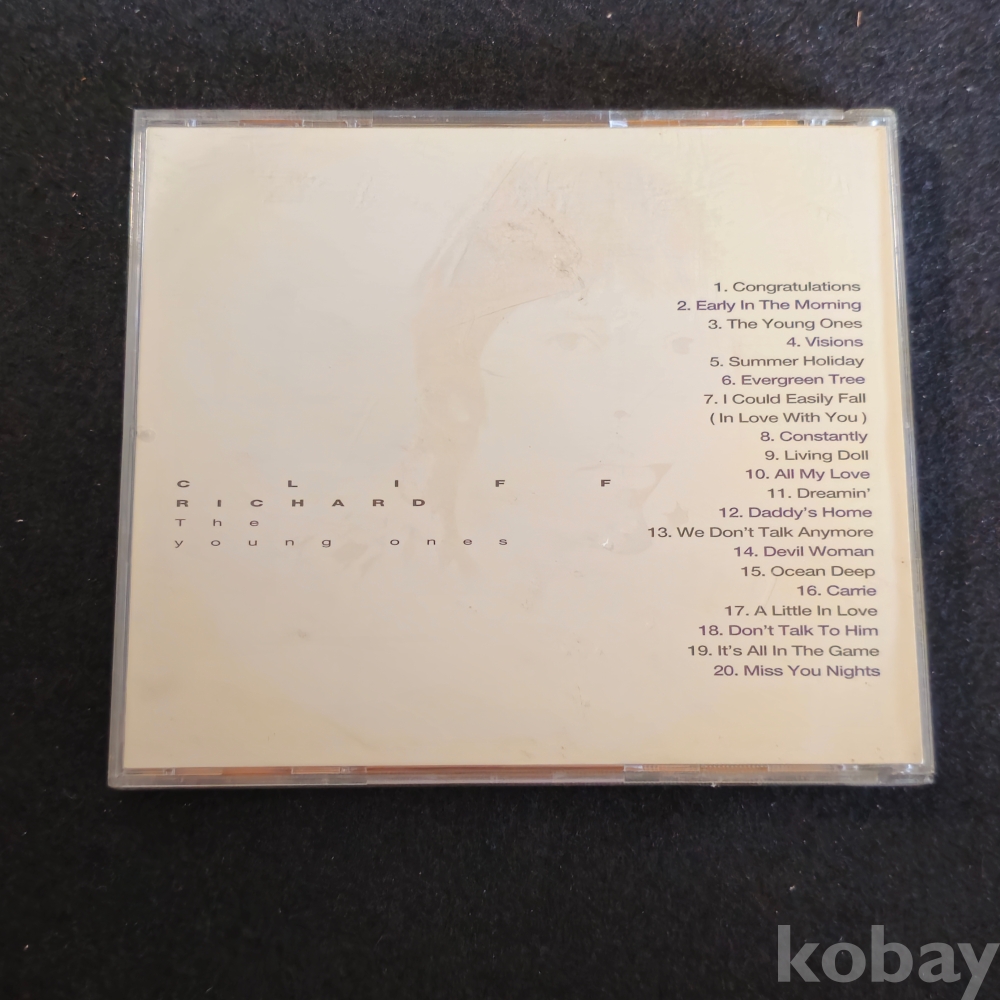 1. Congratulations
2. Early In The Morning
3. The Young Ones
4. Visions
5. Summer Holiday
6. Evergreen Tree
7. I Could Easily Fall
( In Love With You )
8. Constantly
9. Living Doll
10. All My Love
11. Dreamin'
12. Daddy's Home
13. We Don't Talk Anymore
14. Devil Woman
15. Ocean Deep
16. Carrie
17. A Little In Love
18. Don't Talk To Him
19. It's All In The Game
20. Miss You Nights
CLIFF
RICHARD
The
young ones
kobay